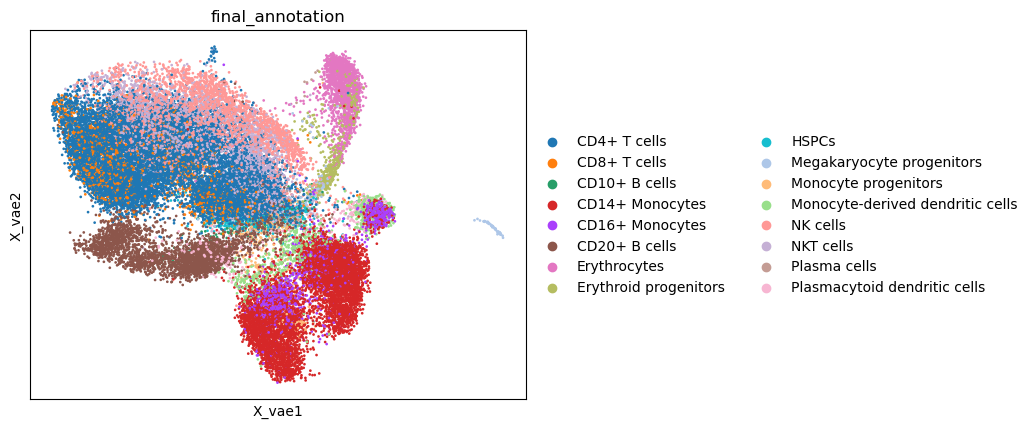 final_annotation
X_vae2
X_vae1
CD4+ T cells
CD8+ T cells
CD10+ B cells
CD14+ Monocytes
CD16+ Monocytes
CD20+ B cells
Erythrocytes
Erythroid progenitors
HSPCs
Megakaryocyte progenitors
Monocyte progenitors
Monocyte-derived dendritic cells
NK cells
NKT cells
Plasma cells
Plasmacytoid dendritic cells